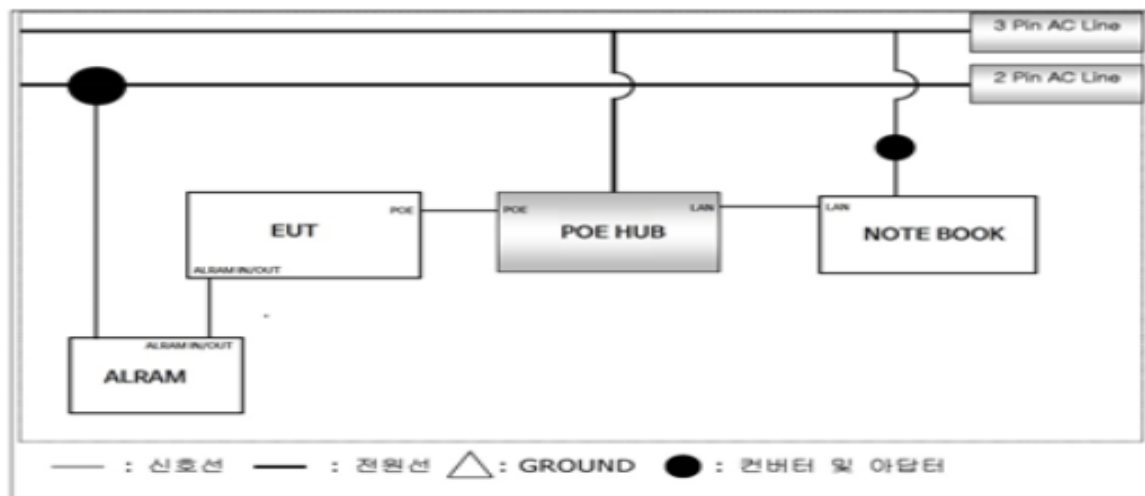 3 Pin AC Line
2 Pin AC Line
EUT
POE
ALRAM IN/OUT
POE
POE HUB
LAN
LAN
NOTE BOOK
ALRAM IN/OUT
ALRAM
: 신호선 : 전원선 : GROUND : 컨버터 및 아답터